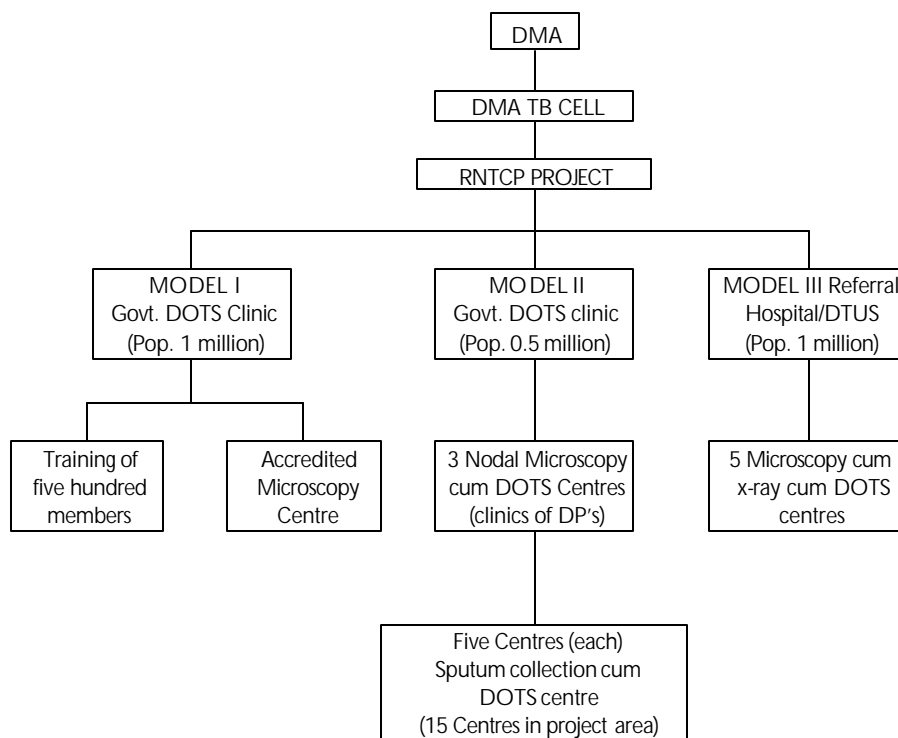 DMA
DMA TB CELL
RNTCP PROJECT
MODEL I
Govt. DOTS Clinic
(Pop. 1 million)
MODEL II
Govt. DOTS clinic
(Pop. 0.5 million)
MODEL III Referral
Hospital/DTUS
(Pop. 1 million)
Training of
five hundred
members
Accredited
Microscopy
Centre
3 Nodal Microscopy
cum DOTS Centres
(clinics of DP's)
5 Microscopy cum
x-ray cum DOTS
centres
Five Centres (each)
Sputum collection cum
DOTS centre
(15 Centres in project area)